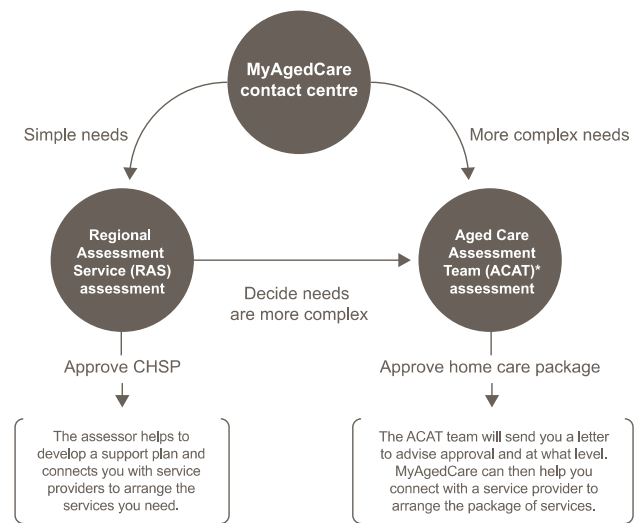 MyAgedCare
contact centre
Simple needs
More complex needs
Regional
Assessment
Service (RAS)
assessment
Aged Care
Assessment
Team (ACAT)*
assessment
Decide needs
are more complex
Approve CHSP
Approve home care package
The assessor helps to
develop a support plan and
connects you with service
providers to arrange the
services you need.
The ACAT team will send you a letter
to advise approval and at what level.
MyAgedCare can then help you
connect with a service provider to
arrange the package of services.